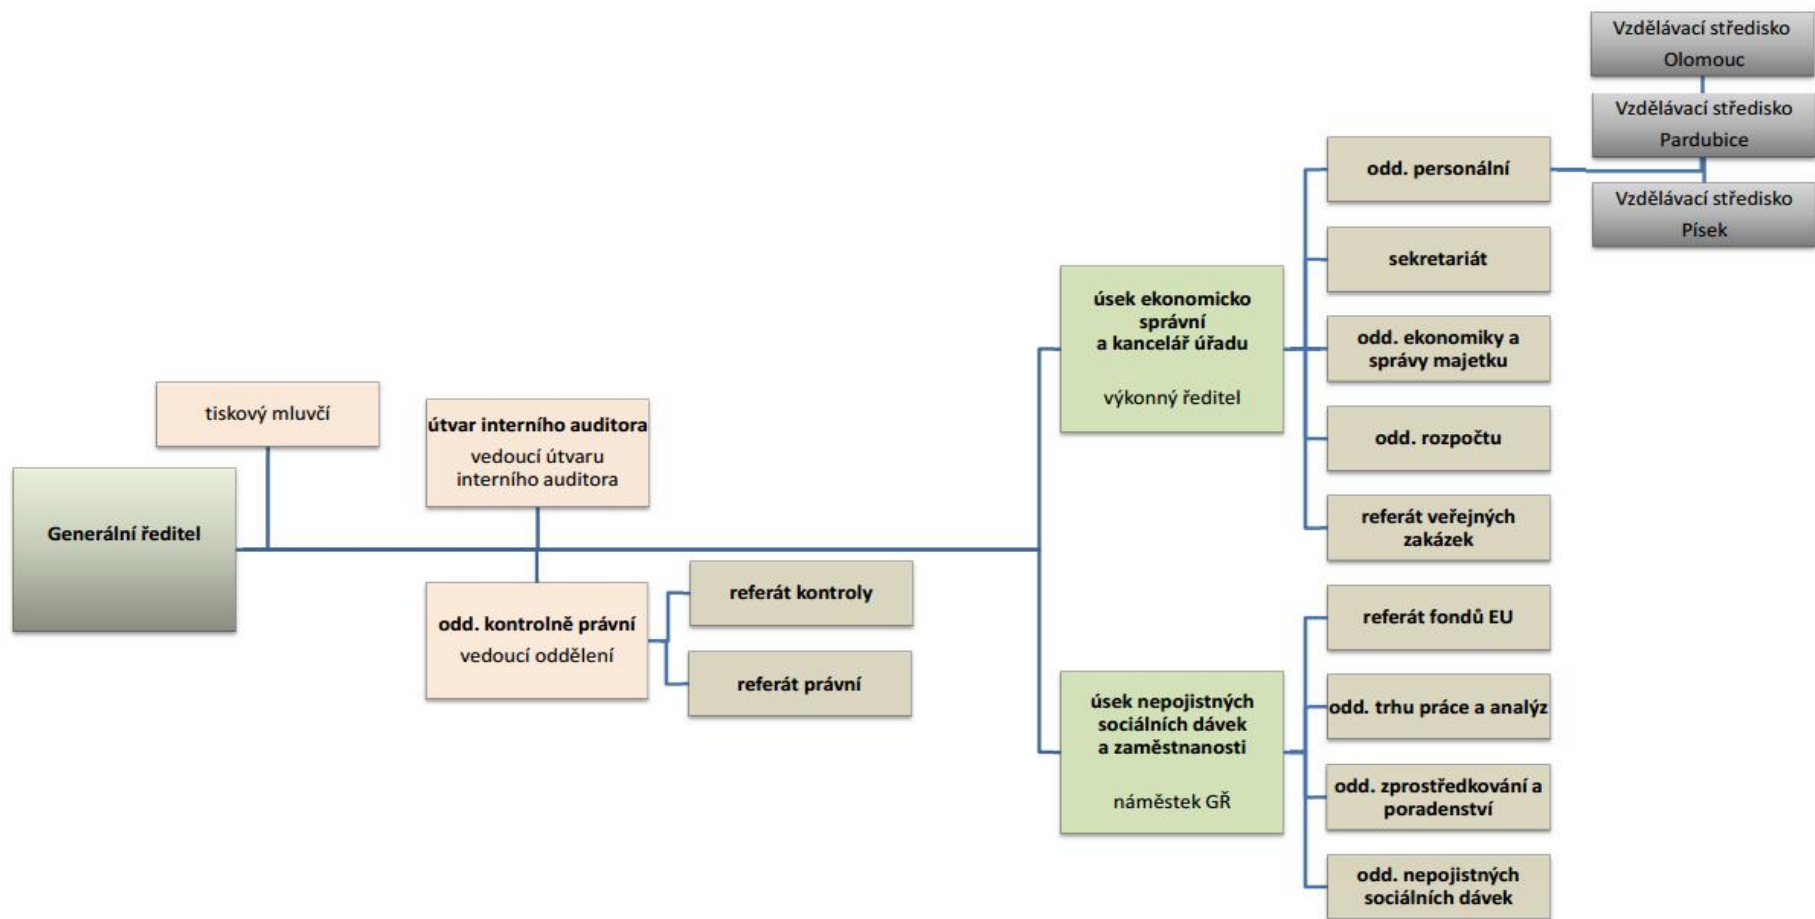 Vzdělávací středisko
Olomouc
Vzdělávací středisko
Pardubice
Vzdělávací středisko
Písek
odd. personální
sekretariát
úsek ekonomicko
správní
a kancelář úřadu
výkonný ředitel
odd. ekonomiky a
správy majetku
odd. rozpočtu
referát veřejných
zakázek
tiskový mluvčí
útvar interního auditora
vedoucí útvaru
interního auditora
Generální ředitel
odd. kontrolně právní
vedoucí oddělení
referát kontroly
referát právní
úsek nepojistných
sociálních dávek
a zaměstnanosti
náměstek GŘ
referát fondů EU
odd. trhu práce a analýz
odd. zprostředkování a
poradenství
odd. nepojistných
sociálních dávek